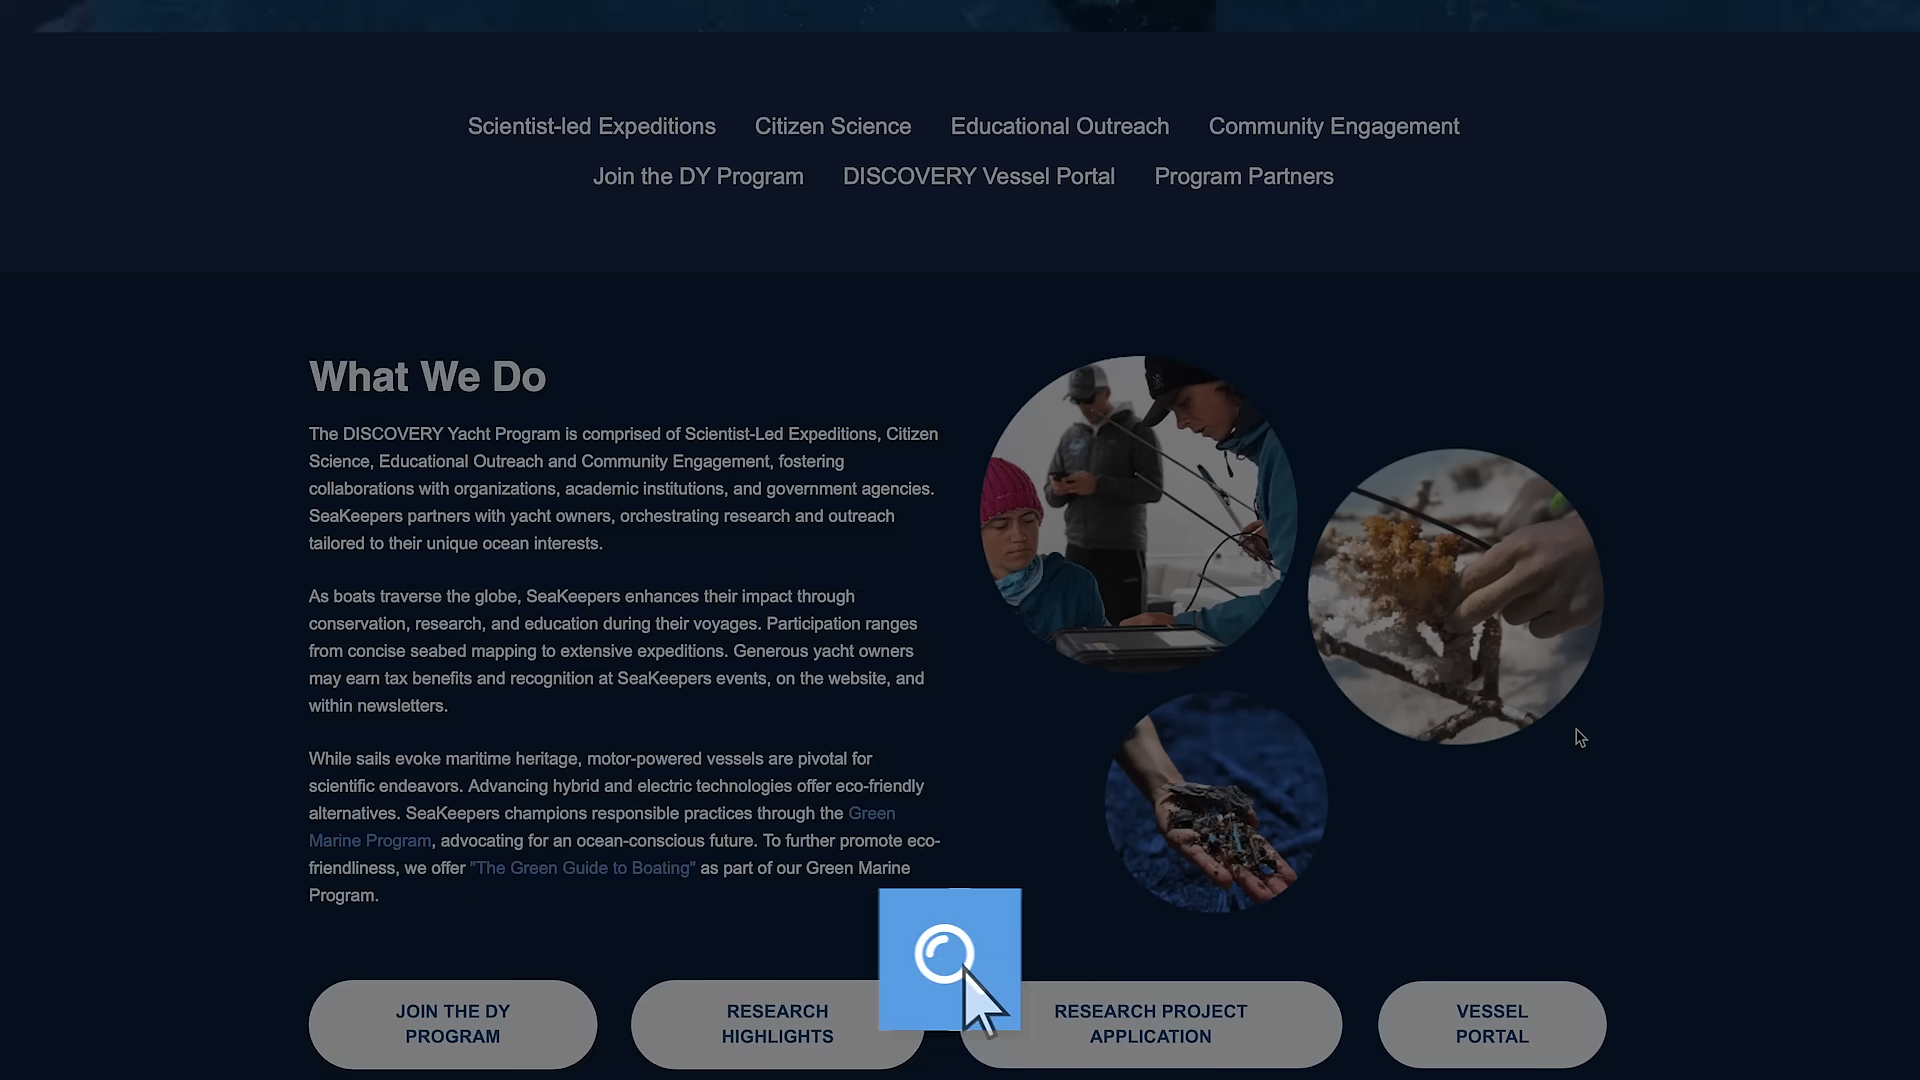 Scientist-led Expeditions Citizen Science Educational Outreach Community Engagement
Join the DY Program DISCOVERY Vessel Portal Program Partners
What We Do
The DISCOVERY Yacht Program is comprised of Scientist-Led Expeditions, Citizen
Science, Educational Outreach and Community Engagement, fostering
collaborations with organizations, academic institutions, and government agencies.
SeaKeepers partners with yacht owners, orchestrating research and outreach
tailored to their unique ocean interests.
As boats traverse the globe, SeaKeepers enhances their impact through
conservation, research, and education during their voyages. Participation ranges
from concise seabed mapping to extensive expeditions. Generous yacht owners
may earn tax benefits and recognition at SeaKeepers events, on the website, and
within newsletters.
While sails evoke maritime heritage, motor-powered vessels are pivotal for
scientific endeavors. Advancing hybrid and electric technologies offer eco-friendly
alternatives. SeaKeepers champions responsible practices through the Green
Marine Program, advocating for an ocean-conscious future. To further promote eco-
friendliness, we offer "The Green Guide to Boating" as part of our Green Marine
Program.
JOIN THE DY
PROGRAM
RESEARCH
HIGHLIGHTS
RESEARCH PROJECT
APPLICATION
VESSEL
PORTAL